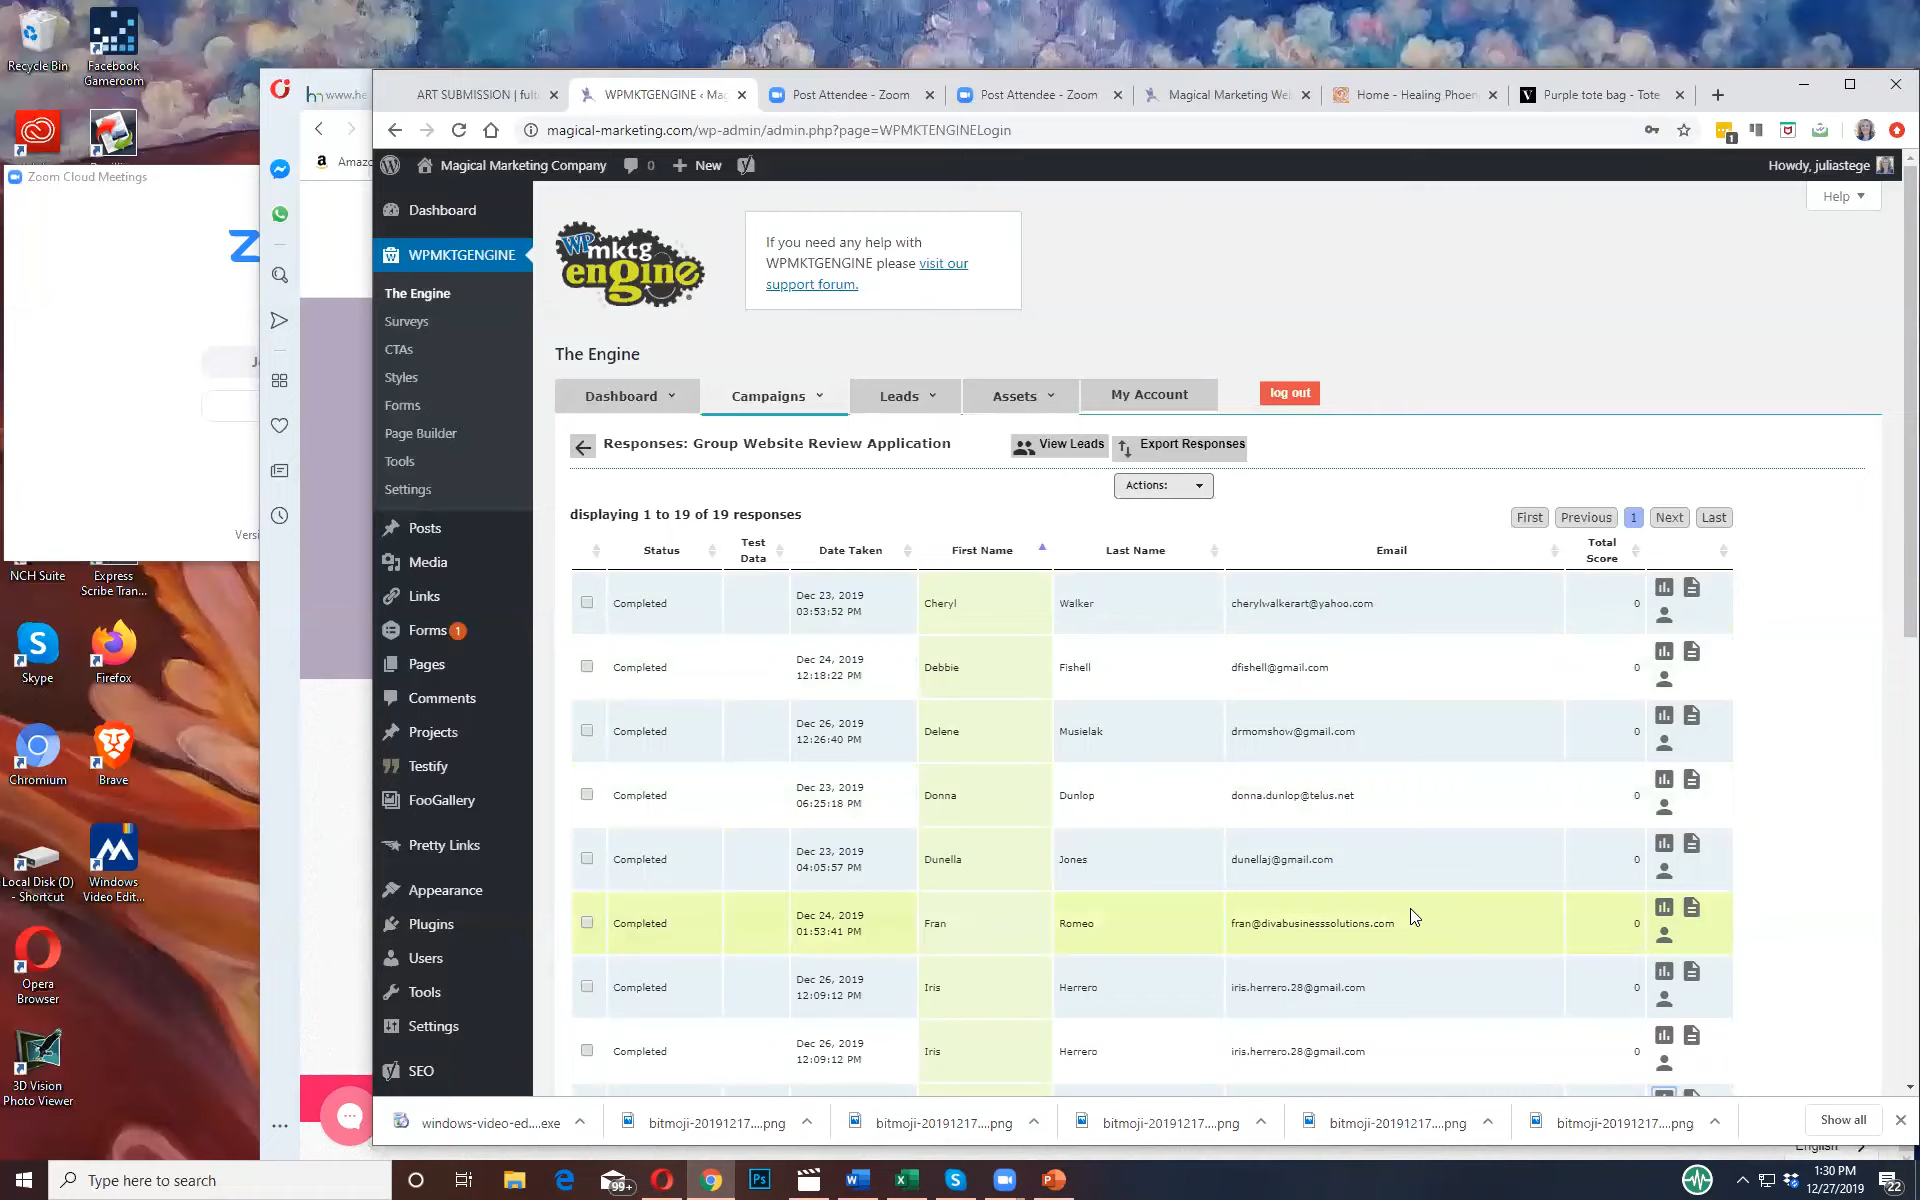 Recycle Bin
Facebook
Gameroom
Zoom Cloud Meetings
NCH Suite
Express
Scribe Tran...
Skype
Firefox
Chromium
Brave
Local Disk (D)
- Shortcut
Windows
Video Edit...
Opera
Browser
3D Vision
Photo Viewer
www.he
Amazo
ART SUBMISSION | fult
WPMKTGENGINE ‹ Mag
Post Attendee - Zoom
Post Attendee - Zoom
Magical Marketing We
Home - Healing Phoen
Purple tote bag - Tote
magical-marketing.com/wp-admin/admin.php?page=WPMKTENGINELogin
Magical Marketing Company
0
New
Howdy, juliastege
Help
Dashboard
WPMKTGENGINE
The Engine
Surveys
CTAs
Styles
Forms
Page Builder
Tools
Settings
Posts
Media
Links
Forms 1
Pages
Comments
Projects
Testify
FooGallery
Pretty Links
Appearance
Plugins
Users
Tools
Settings
SEO
WP mktg
engine
If you need any help with
WPMKTGENGINE please visit our
support forum.
The Engine
Dashboard
Campaigns
Leads
Assets
My Account
log out
Responses: Group Website Review Application
View Leads
Export Responses
Actions:
displaying 1 to 19 of 19 responses
First Previous 1 Next Last
Status Test Data Date Taken First Name Last Name Email Total Score
Completed Dec 23, 2019 03:53:52 PM Cheryl Walker cherylwalkerart@yahoo.com 0
Completed Dec 24, 2019 12:18:22 PM Debbie Fishell dfishell@gmail.com 0
Completed Dec 26, 2019 12:26:40 PM Delene Musielak drmomshow@gmail.com 0
Completed Dec 23, 2019 06:25:18 PM Donna Dunlop donna.dunlop@telus.net 0
Completed Dec 23, 2019 04:05:57 PM Dunella Jones dunellaj@gmail.com 0
Completed Dec 24, 2019 01:53:41 PM Fran Romeo fran@divabusinesssolutions.com 0
Completed Dec 26, 2019 12:09:12 PM Iris Herrero iris.herrero.28@gmail.com 0
Completed Dec 26, 2019 12:09:12 PM Iris Herrero iris.herrero.28@gmail.com 0
windows-video-ed....exe
bitmoji-20191217....png
bitmoji-20191217....png
bitmoji-20191217....png
bitmoji-20191217....png
bitmoji-20191217....png
Show all
English
Type here to search
99+
1:30 PM
12/27/2019
22